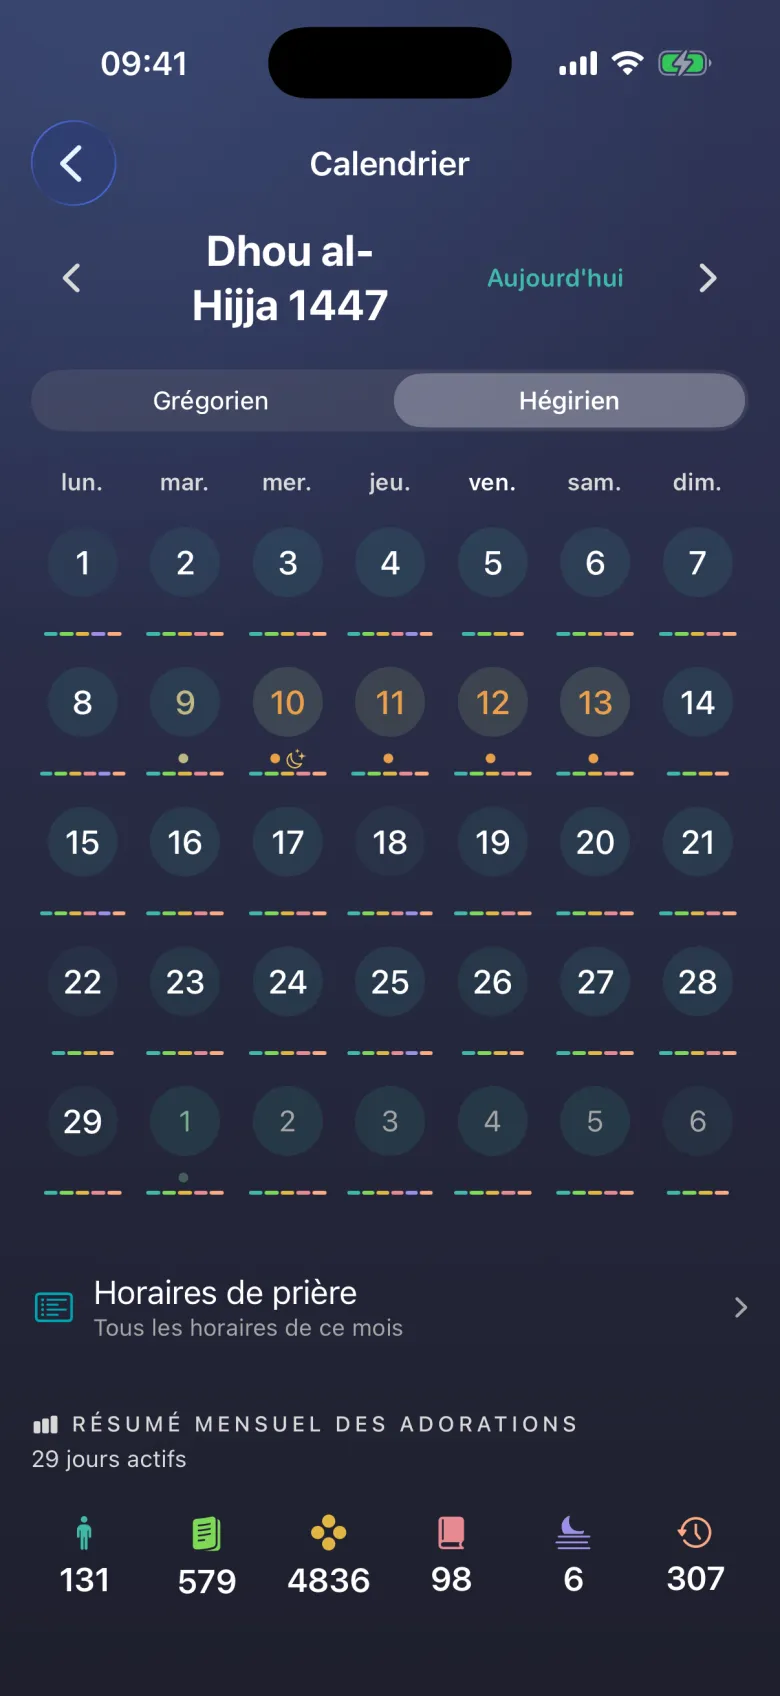 09:41
Calendrier
Dhou al-
Hijja 1447
Aujourd'hui
Grégorien Hégirien
lun. mar. mer. jeu. ven. sam. dim.
1 2 3 4 5 6 7
8 9 10 11 12 13 14
15 16 17 18 19 20 21
22 23 24 25 26 27 28
29 1 2 3 4 5 6
Horaires de prière
Tous les horaires de ce mois
RÉSUMÉ MENSUEL DES ADORATIONS
29 jours actifs
131 579 4836 98 6 307